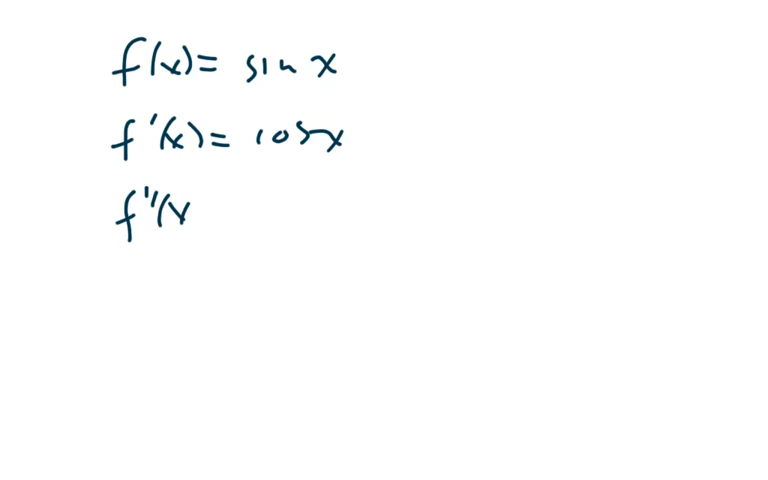 f(x) = sin x
f'(x) = cos x
f''(x